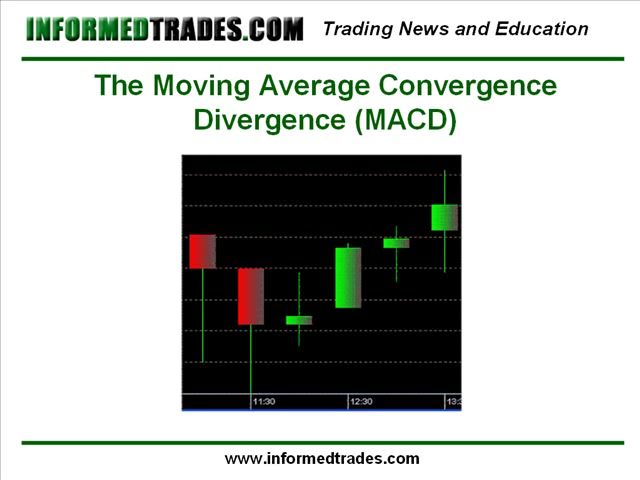 INFORMEDTRADES.COM Trading News and Education
The Moving Average Convergence
Divergence (MACD)
11:30 12:30
www.informedtrades.com